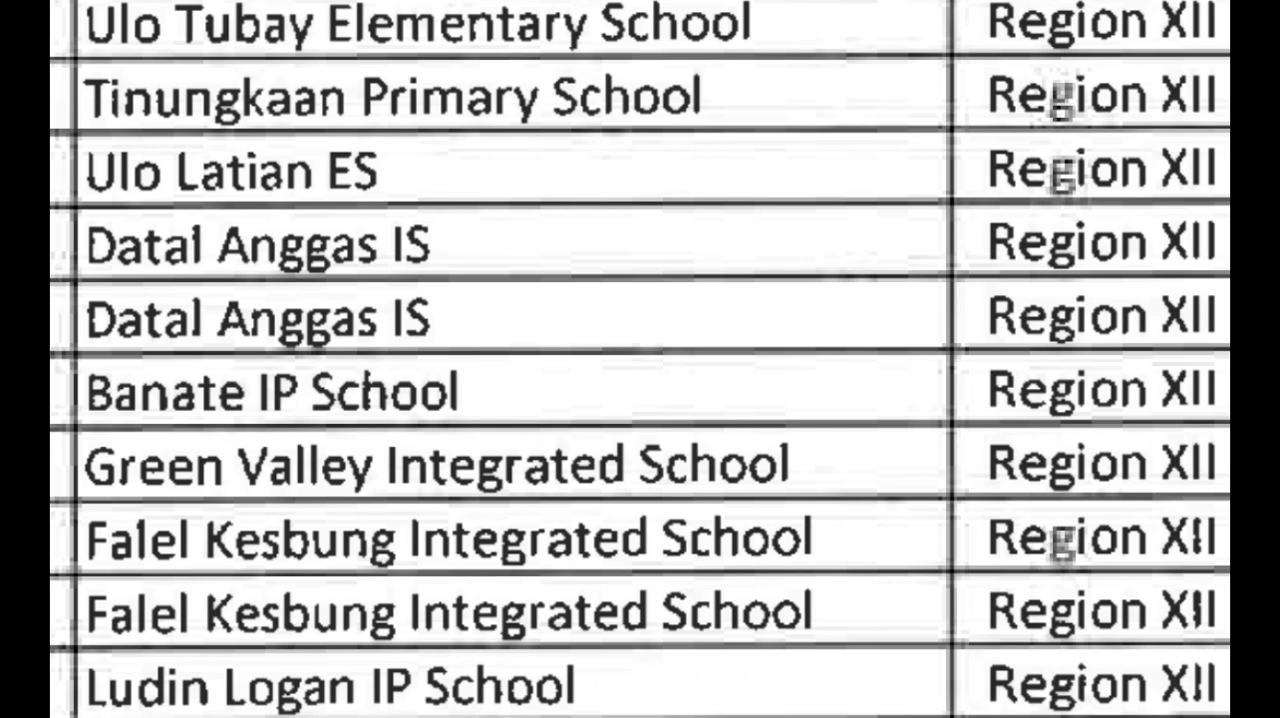 Ulo Tubay Elementary School Region XII
Tinungkaan Primary School Region XII
Ulo Latian ES Region XII
Datal Anggas IS Region XII
Datal Anggas IS Region XII
Banate IP School Region XII
Green Valley Integrated School Region XII
Falel Kesbung Integrated School Region XII
Falel Kesbung Integrated School Region XII
Ludin Logan IP School Region XII